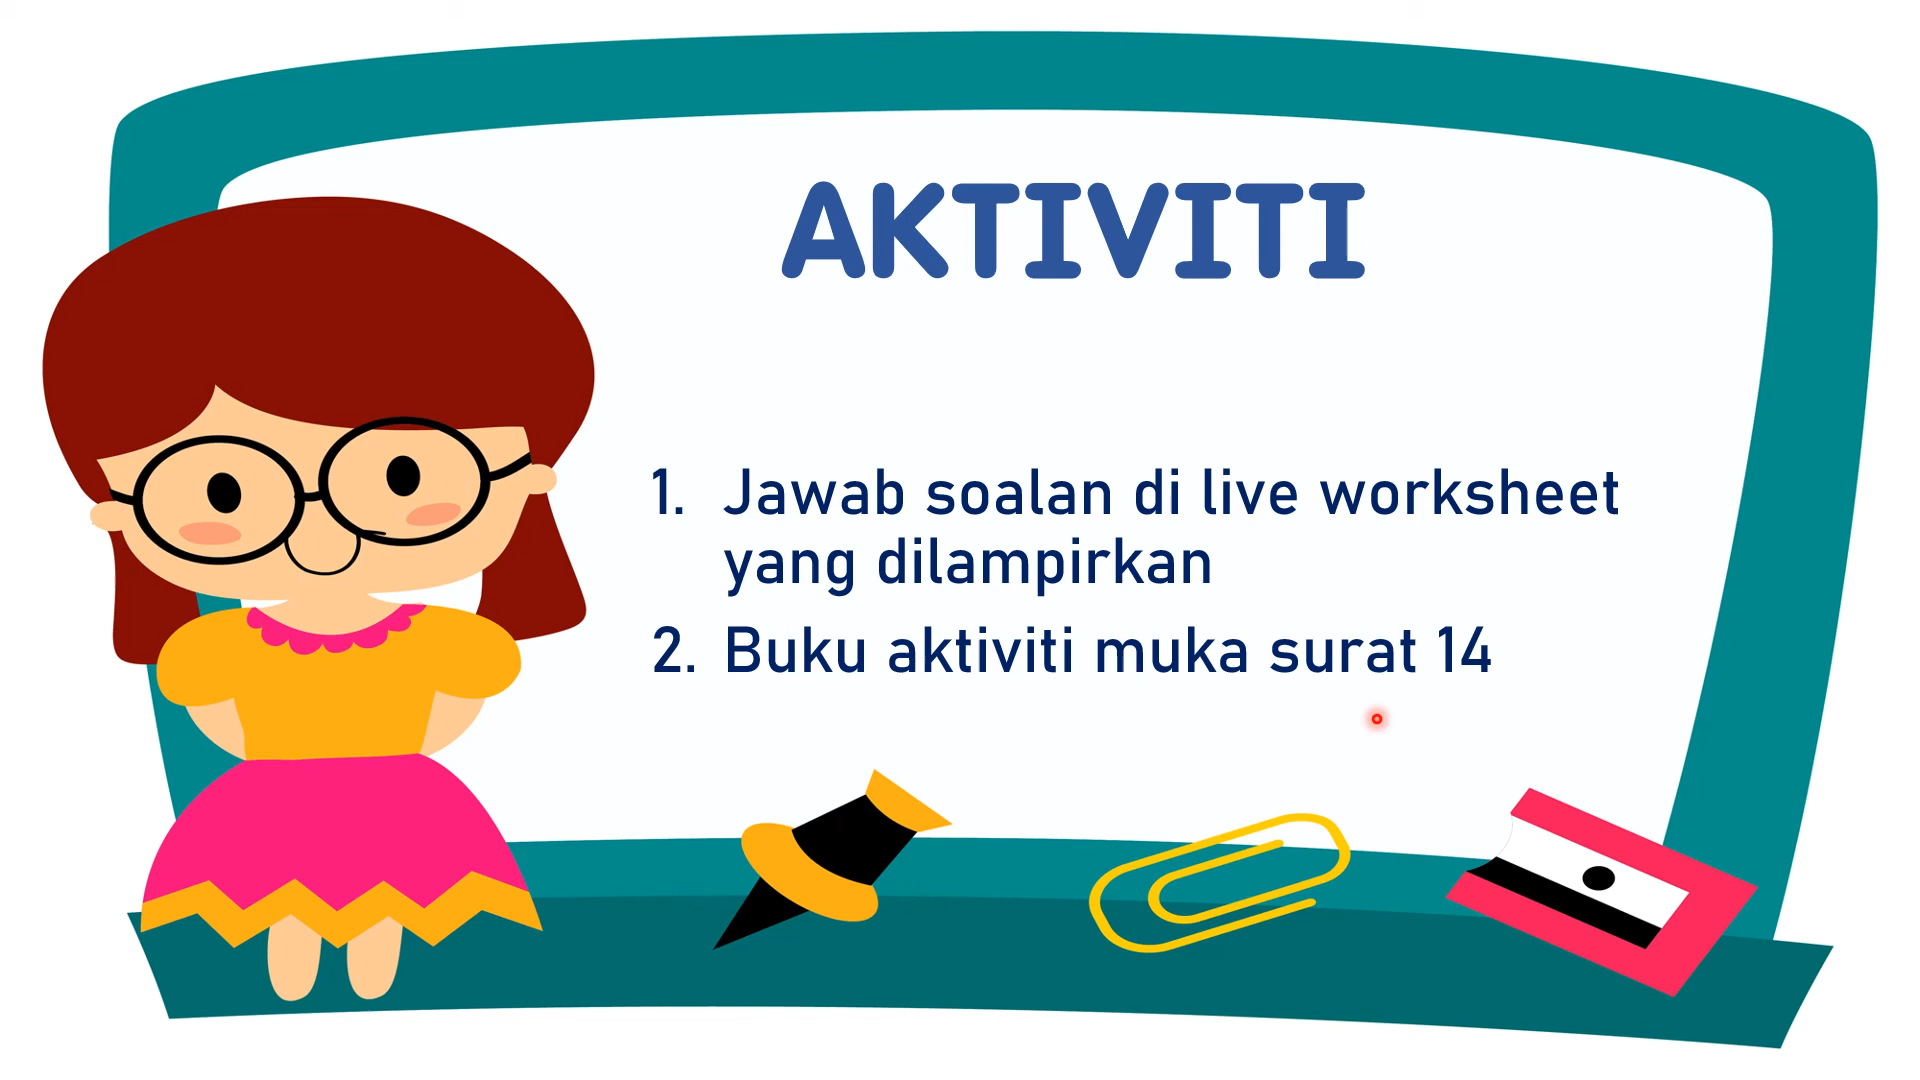 AKTIVITI
1. Jawab soalan di live worksheet
yang dilampirkan
2. Buku aktiviti muka surat 14